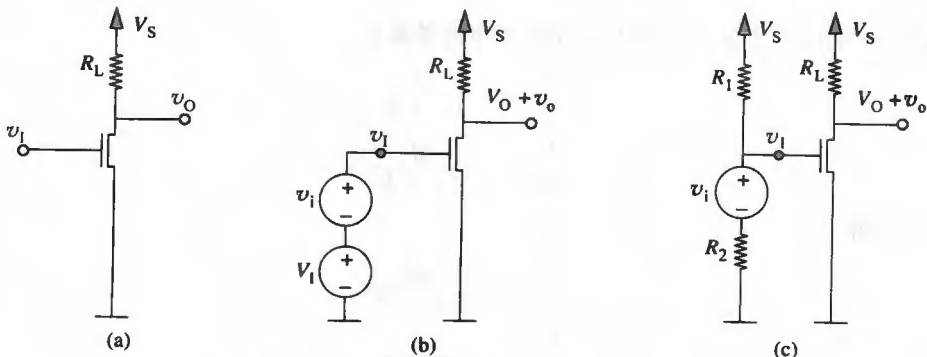 V_S
R_L
v_O
v_I
(a)
V_S
R_L
V_O + v_o
v_I
v_i
+
−
V_I
+
−
(b)
V_S
V_S
R_1
R_L
V_O + v_o
v_I
v_i
+
−
R_2
(c)